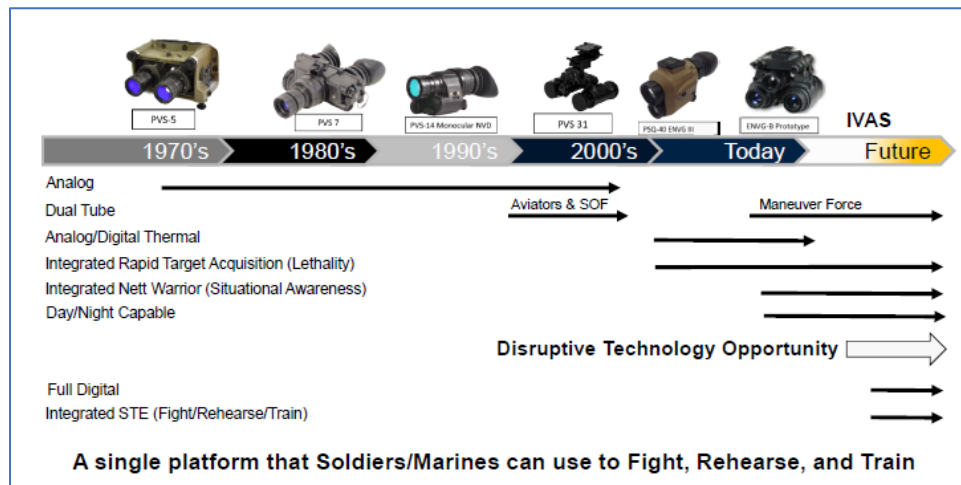 PVS-5
PVS 7
PVS-14 Monocular NVD
PVS 31
PSQ-40 ENVG III
ENVG-B Prototype
IVAS
1970's
1980's
1990's
2000's
Today
Future
Analog
Dual Tube
Aviators & SOF
Maneuver Force
Analog/Digital Thermal
Integrated Rapid Target Acquisition (Lethality)
Integrated Nett Warrior (Situational Awareness)
Day/Night Capable
Disruptive Technology Opportunity
Full Digital
Integrated STE (Fight/Rehearse/Train)
A single platform that Soldiers/Marines can use to Fight, Rehearse, and Train